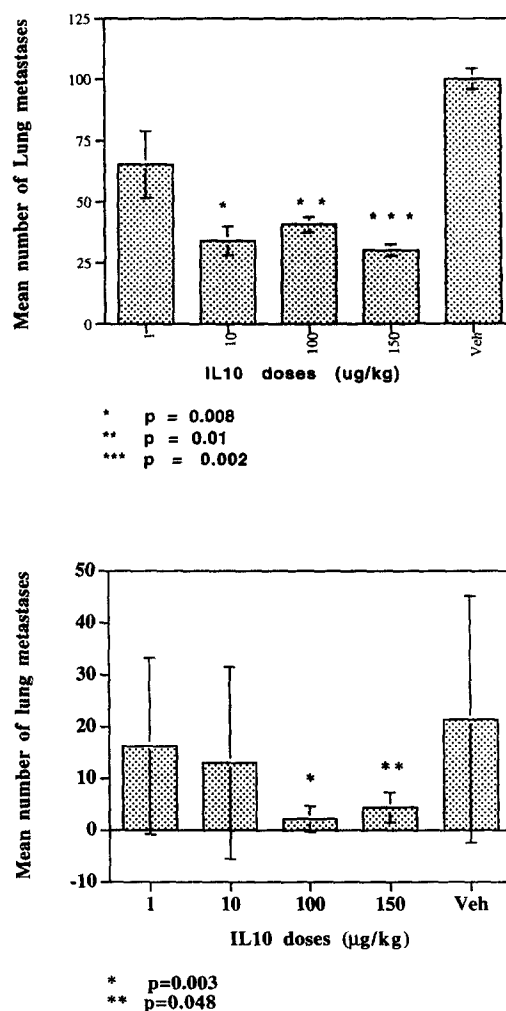 Mean number of Lung metastases
125
100
75
50
25
0
*
* *
* * *
1
10
100
150
Veh
IL10 doses (ug/kg)
* p = 0.008
** p = 0.01
*** p = 0.002
Mean number of lung metastases
50
40
30
20
10
0
-10
*
**
1 10 100 150 Veh
IL10 doses (µg/kg)
* p=0.003
** p=0.048